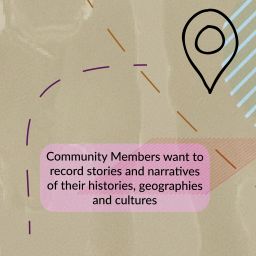 Community Members want to
record stories and narratives
of their histories, geographies
and cultures